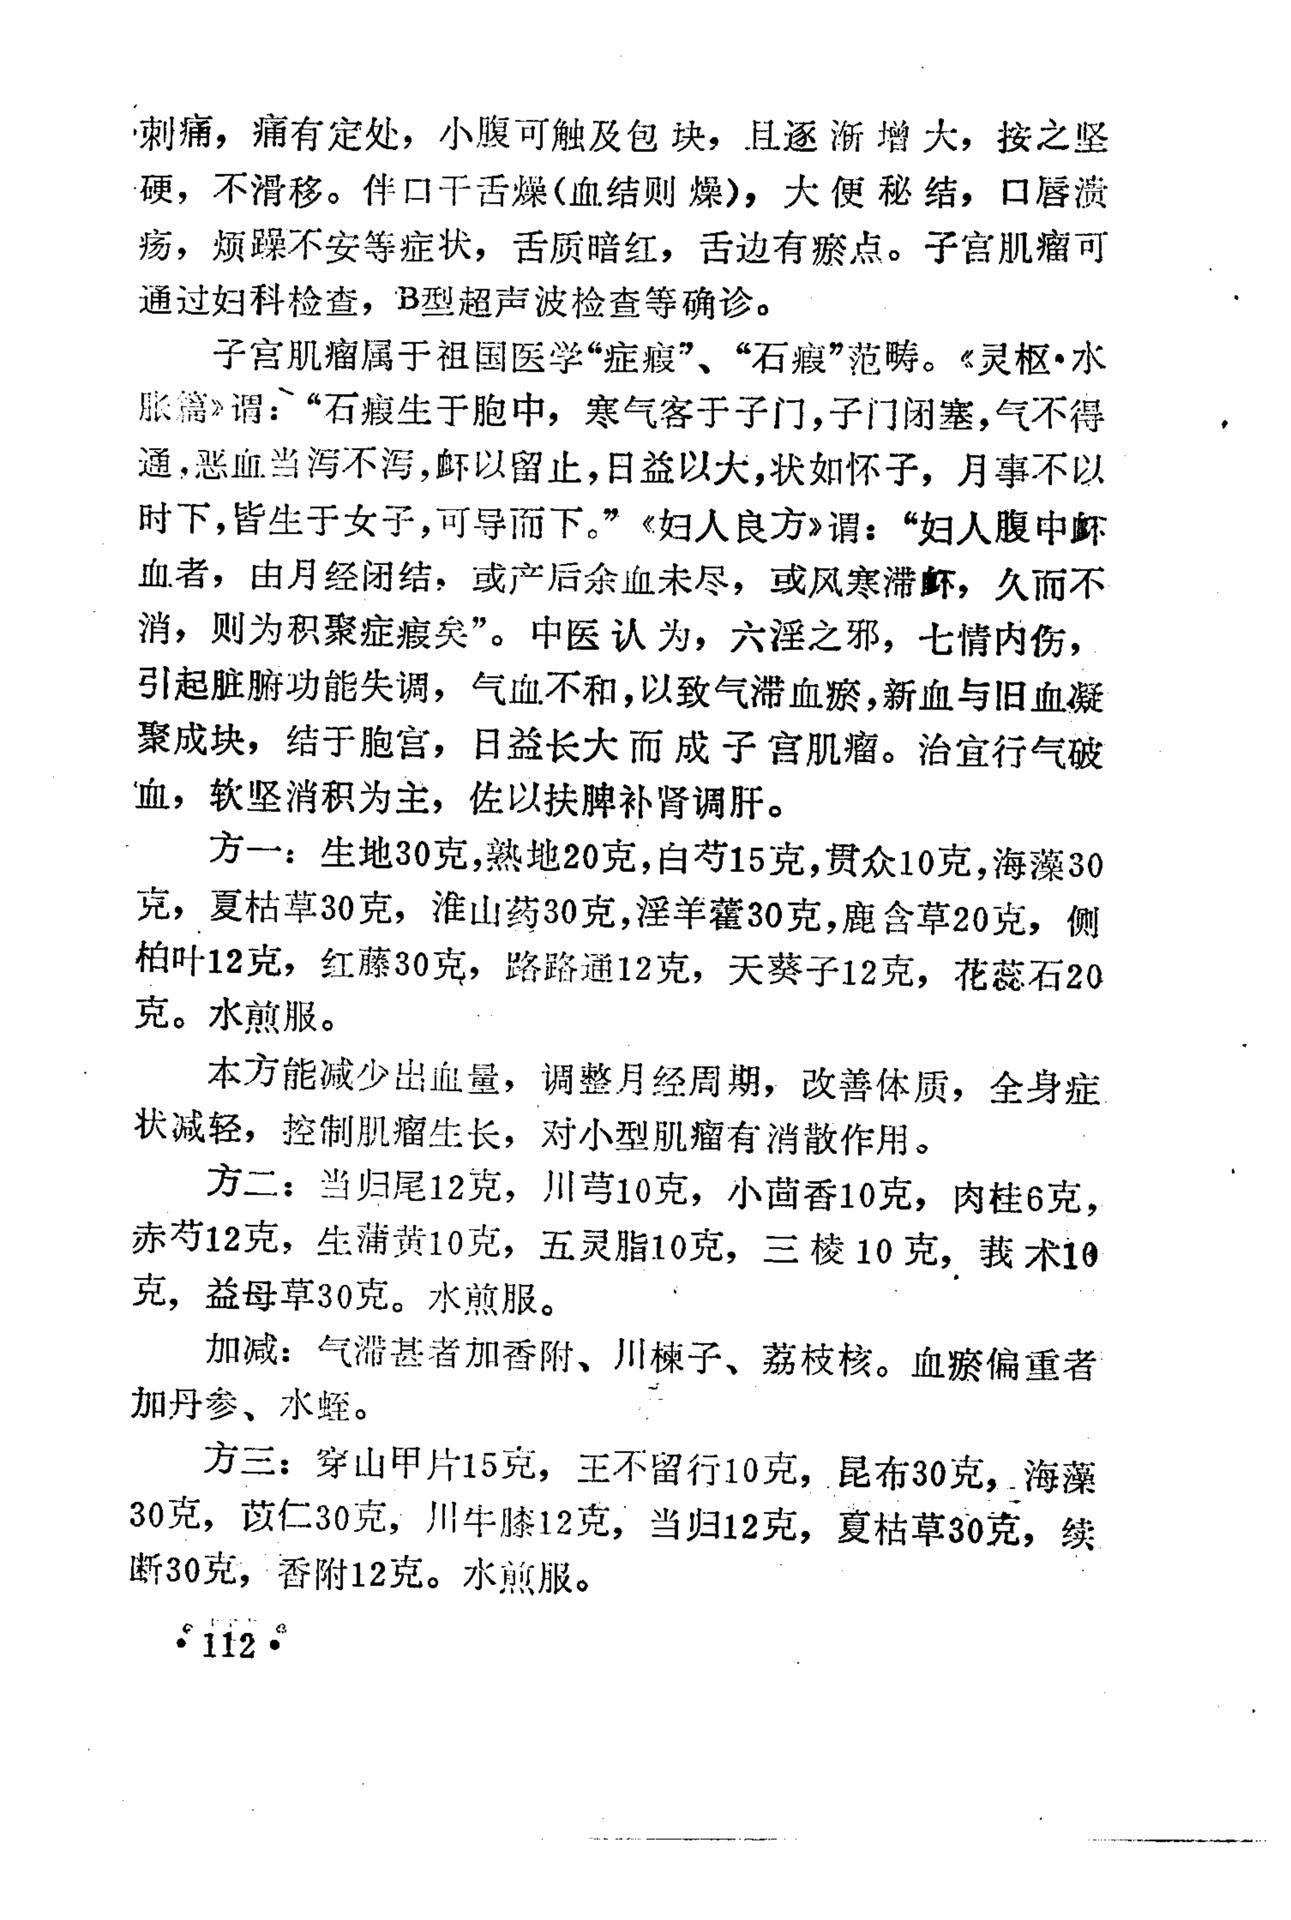 刺痛，痛有定处，小腹可触及包块，且逐渐增大，按之坚
硬，不滑移。伴口干舌燥(血结则燥)，大便秘结，口唇溃
疡，烦躁不安等症状，舌质暗红，舌边有瘀点。子宫肌瘤可
通过妇科检查，B型超声波检查等确诊。
子宫肌瘤属于祖国医学“症瘕”、“石瘕”范畴。《灵枢·水
胀篇》谓：“石瘕生于胞中，寒气客于子门，子门闭塞，气不得
通，恶血当泻不泻，衃以留止，日益以大，状如怀子，月事不以
时下，皆生于女子，可导而下。”《妇人良方》谓：“妇人腹中衃
血者，由月经闭结，或产后余血未尽，或风寒滞衃，久而不
消，则为积聚症瘕矣”。中医认为，六淫之邪，七情内伤，
引起脏腑功能失调，气血不和，以致气滞血瘀，新血与旧血凝
聚成块，结于胞宫，日益长大而成子宫肌瘤。治宜行气破
血，软坚消积为主，佐以扶脾补肾调肝。
方一：生地30克，熟地20克，白芍15克，贯众10克，海藻30
克，夏枯草30克，淮山药30克，淫羊藿30克，鹿含草20克，侧
柏叶12克，红藤30克，路路通12克，天葵子12克，花蕊石20
克。水煎服。
本方能减少出血量，调整月经周期，改善体质，全身症
状减轻，控制肌瘤生长，对小型肌瘤有消散作用。
方二：当归尾12克，川芎10克，小茴香10克，肉桂6克，
赤芍12克，生蒲黄10克，五灵脂10克，三棱10克，莪术10
克，益母草30克。水煎服。
加减：气滞甚者加香附、川楝子、荔枝核。血瘀偏重者
加丹参、水蛭。
方三：穿山甲片15克，王不留行10克，昆布30克，海藻
30克，苡仁30克，川牛膝12克，当归12克，夏枯草30克，续
断30克，香附12克。水煎服。
·112·